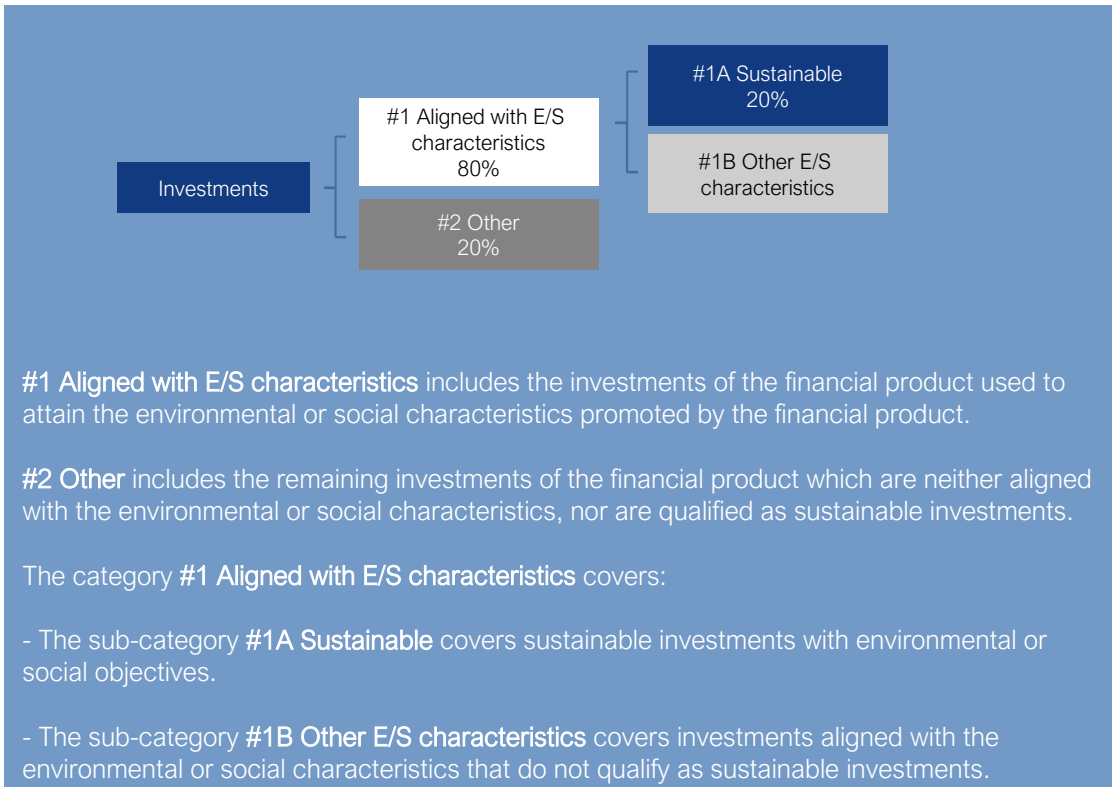 #1A Sustainable
20%
#1 Aligned with E/S
characteristics
80%
#1B Other E/S
characteristics
Investments
#2 Other
20%
#1 Aligned with E/S characteristics includes the investments of the financial product used to
attain the environmental or social characteristics promoted by the financial product.
#2 Other includes the remaining investments of the financial product which are neither aligned
with the environmental or social characteristics, nor are qualified as sustainable investments.
The category #1 Aligned with E/S characteristics covers:
- The sub-category #1A Sustainable covers sustainable investments with environmental or
social objectives.
- The sub-category #1B Other E/S characteristics covers investments aligned with the
environmental or social characteristics that do not qualify as sustainable investments.